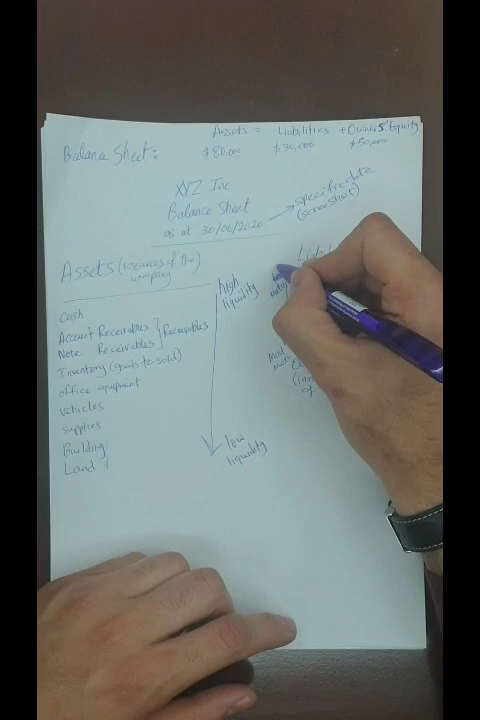 Assets = Liabilities + Owner's Equity
Balance Sheet: $80,000 $30,000 $50,000
XYZ Inc.
Balance Sheet
as at 30/06/2020
specific date
(screenshot)
Assets (resources of the
company)
Cash
Account Receivables
Note Receivables
Receivables
Inventory (goods to sold)
office equipment
vehicles
supplies
Building
Land
high
liquidity
low
liquidity
Most